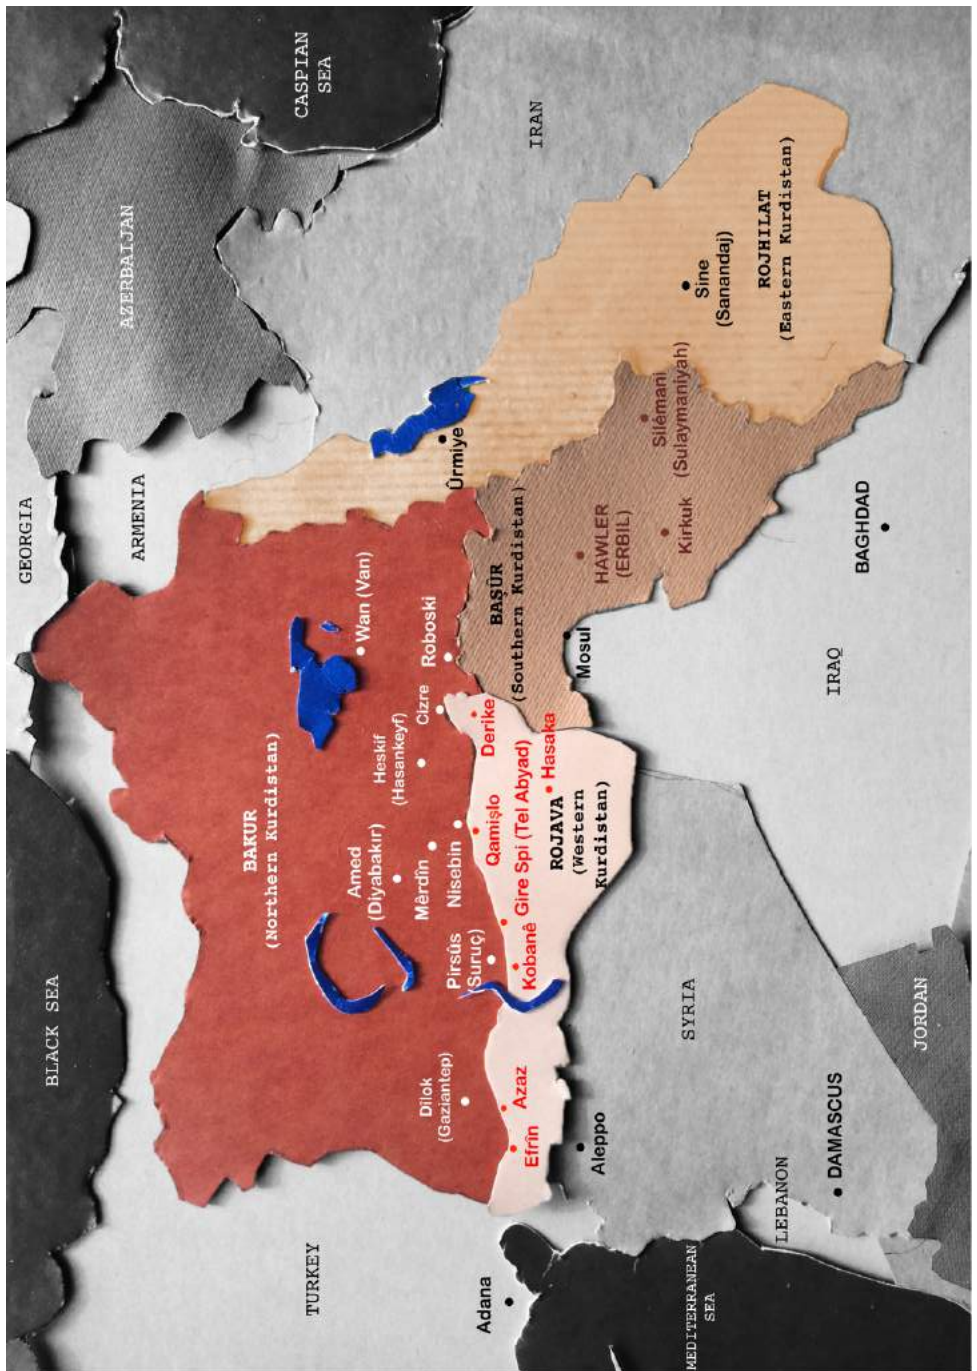 BLACK SEA
GEORGIA
ARMENIA
AZERBAIJAN
CASPIAN
SEA
IRAN
TURKEY
BAKUR
(Northern Kurdistan)
Amed
(Diyabakır)
Wan (Van)
Heskif
(Hasankeyf)
Mêrdîn
Cizre
Roboski
Dîlok
(Gaziantep)
Pirsûs
(Suruç)
Nisebin
Ûrmiye
Adana
Efrîn
Azaz
Kobanê
Gire Spi (Tel Abyad)
Qamişlo
Derike
Hasaka
ROJAVA
(Western
Kurdistan)
BAŞÛR
(Southern Kurdistan)
Mosul
HAWLER
(ERBIL)
Kirkuk
Silêmani
(Sulaymaniyah)
Sine
(Sanandaj)
ROJHILAT
(Eastern Kurdistan)
Aleppo
MEDITERRANEAN
SEA
SYRIA
LEBANON
DAMASCUS
IRAQ
BAGHDAD
JORDAN